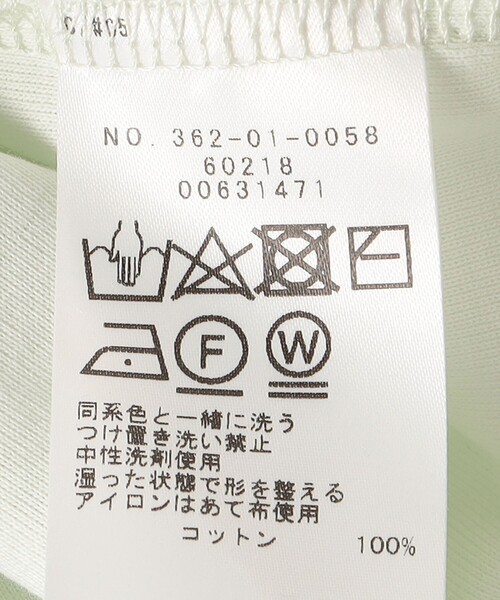 NO. 362-01-0058
60218
00631471
F
W
同系色と一緒に洗う
つけ置き洗い禁止
中性洗剤使用
湿った状態で形を整える
アイロンはあて布使用
コットン 100%